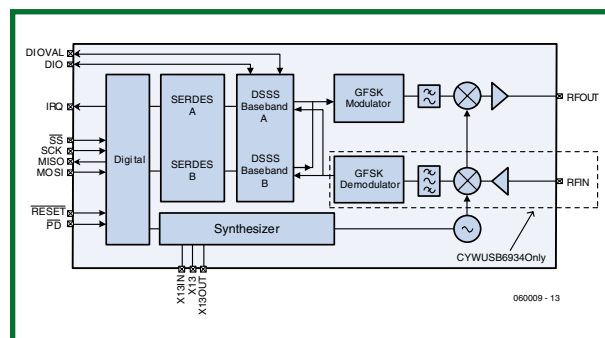 DIOVAL
DIO
IRQ
SS
SCK
MISO
MOSI
RESET
PD
Digital
SERDES
A
SERDES
B
DSSS
Baseband
A
DSSS
Baseband
B
GFSK
Modulator
GFSK
Demodulator
Synthesizer
RFOUT
RFIN
CYWUSB6934Only
X13IN
X13
X13OUT
060009 - 13